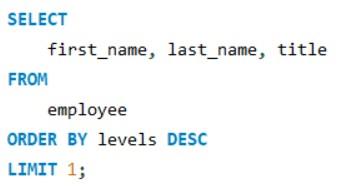 SELECT
first_name, last_name, title
FROM
employee
ORDER BY levels DESC
LIMIT 1;